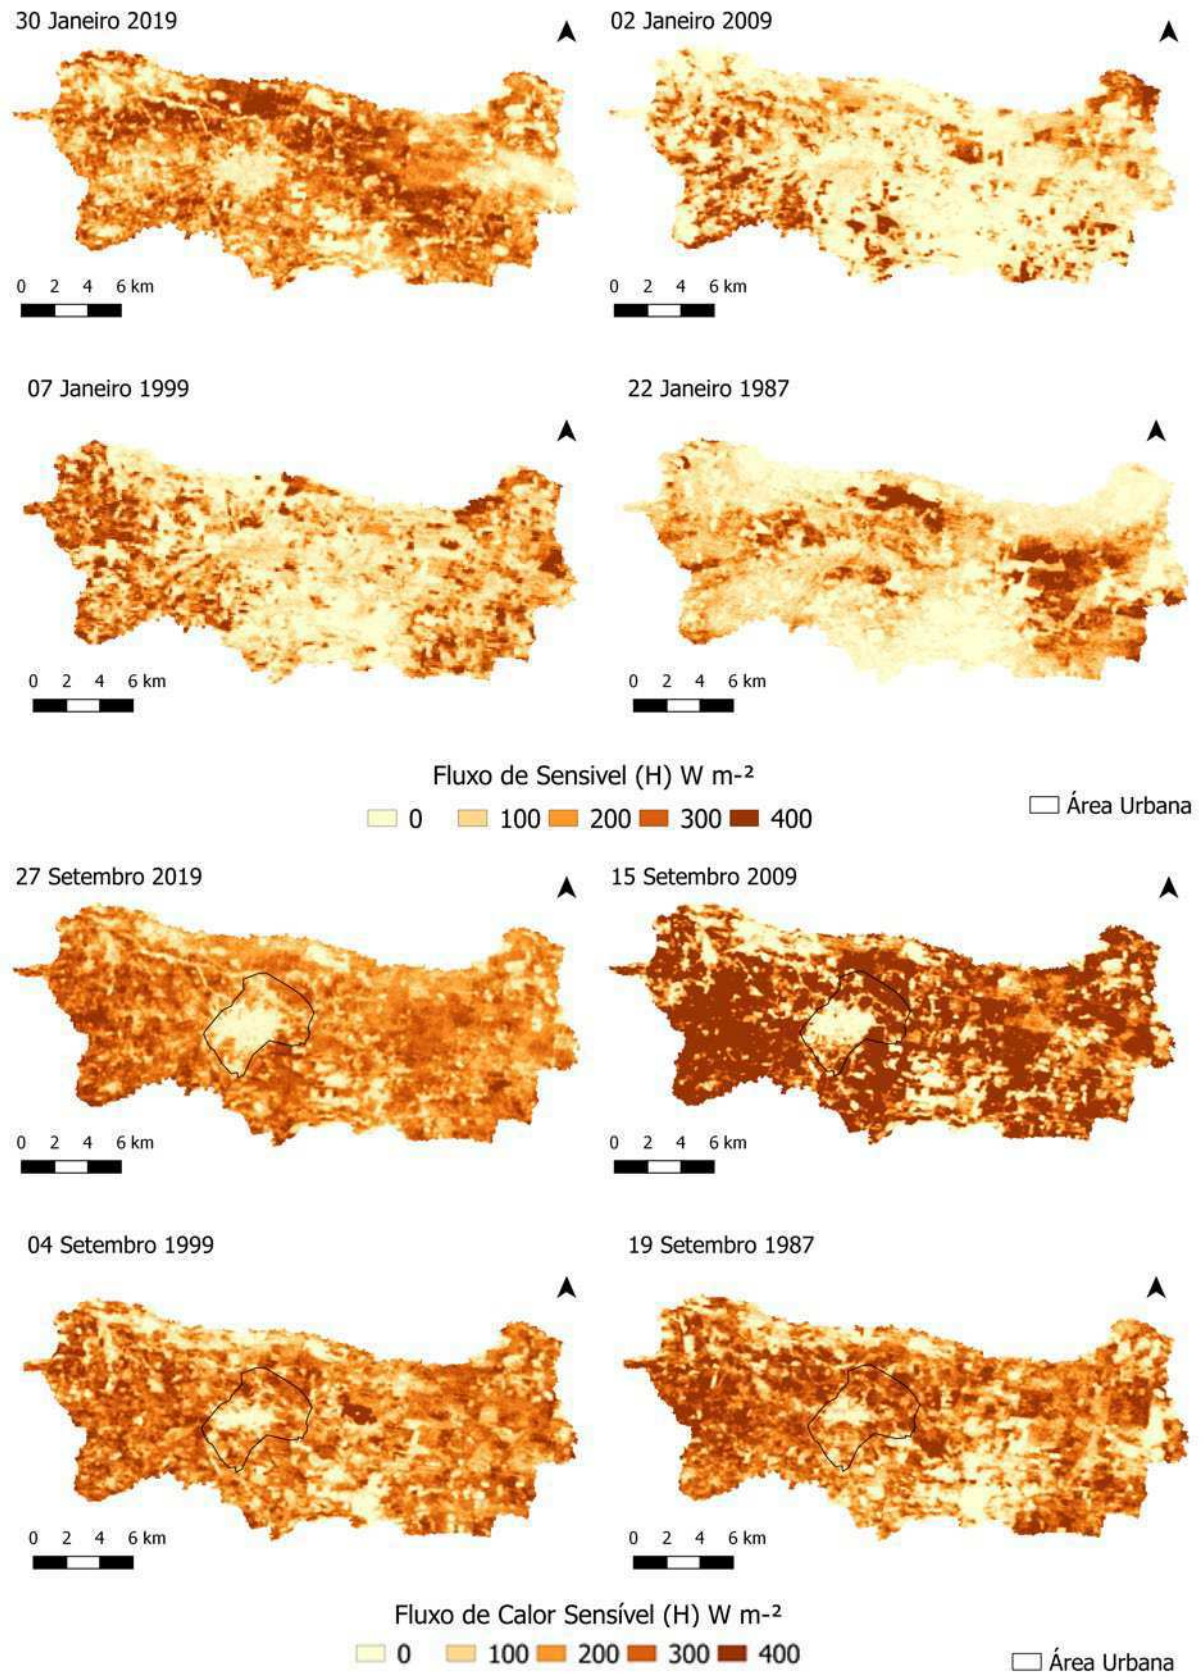 30 Janeiro 2019
02 Janeiro 2009
0 2 4 6 km
0 2 4 6 km
07 Janeiro 1999
22 Janeiro 1987
0 2 4 6 km
0 2 4 6 km
Fluxo de Sensivel (H) W m-²
0 100 200 300 400
Área Urbana
27 Setembro 2019
15 Setembro 2009
0 2 4 6 km
0 2 4 6 km
04 Setembro 1999
19 Setembro 1987
0 2 4 6 km
0 2 4 6 km
Fluxo de Calor Sensível (H) W m-²
0 100 200 300 400
Área Urbana